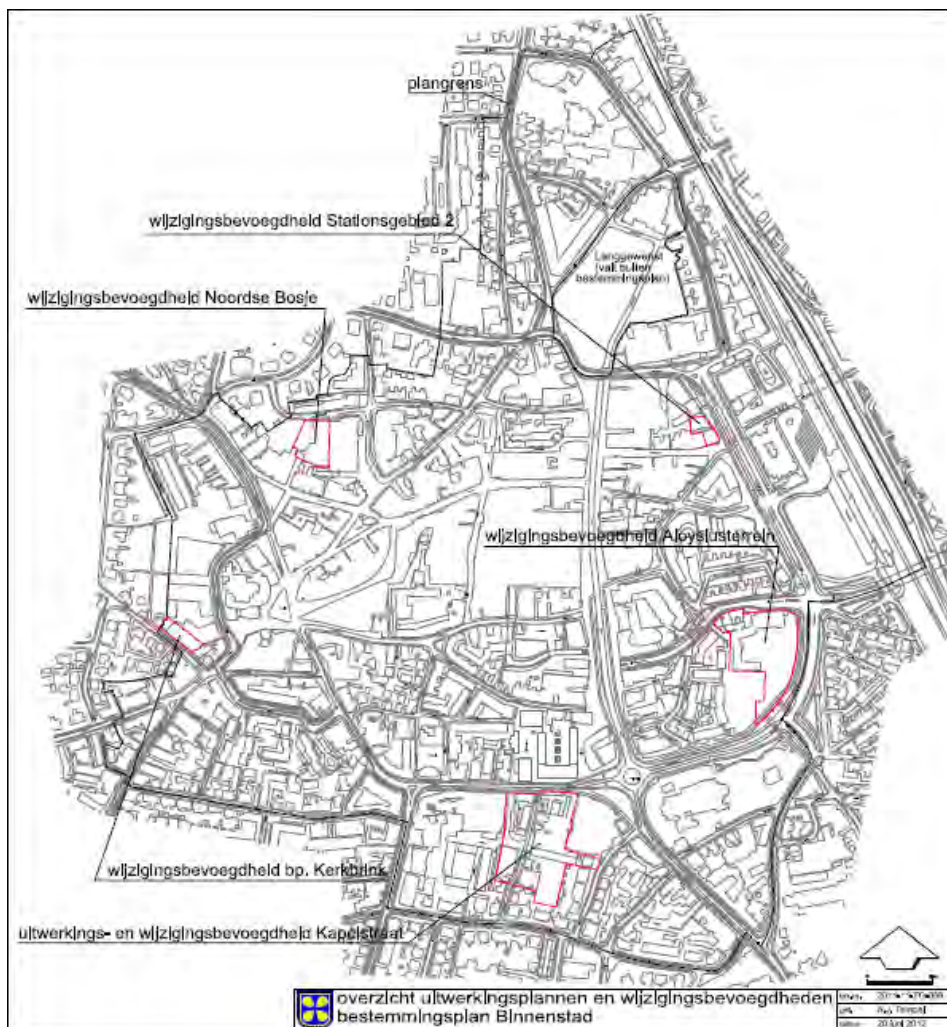 plangrens
wijzigingsbevoegdheid Stationsgebied 2
Langgewenst
(valt buiten
bestemmingsplan)
wijzigingsbevoegdheid Noordse Bosje
wijzigingsbevoegdheid Aloysiusterrein
wijzigingsbevoegdheid bp. Kerkbrink
uitwerkings- en wijzigingsbevoegdheid Kapelstraat
overzicht uitwerkingsplannen en wijzigingsbevoegdheden
bestemmingsplan Binnenstad